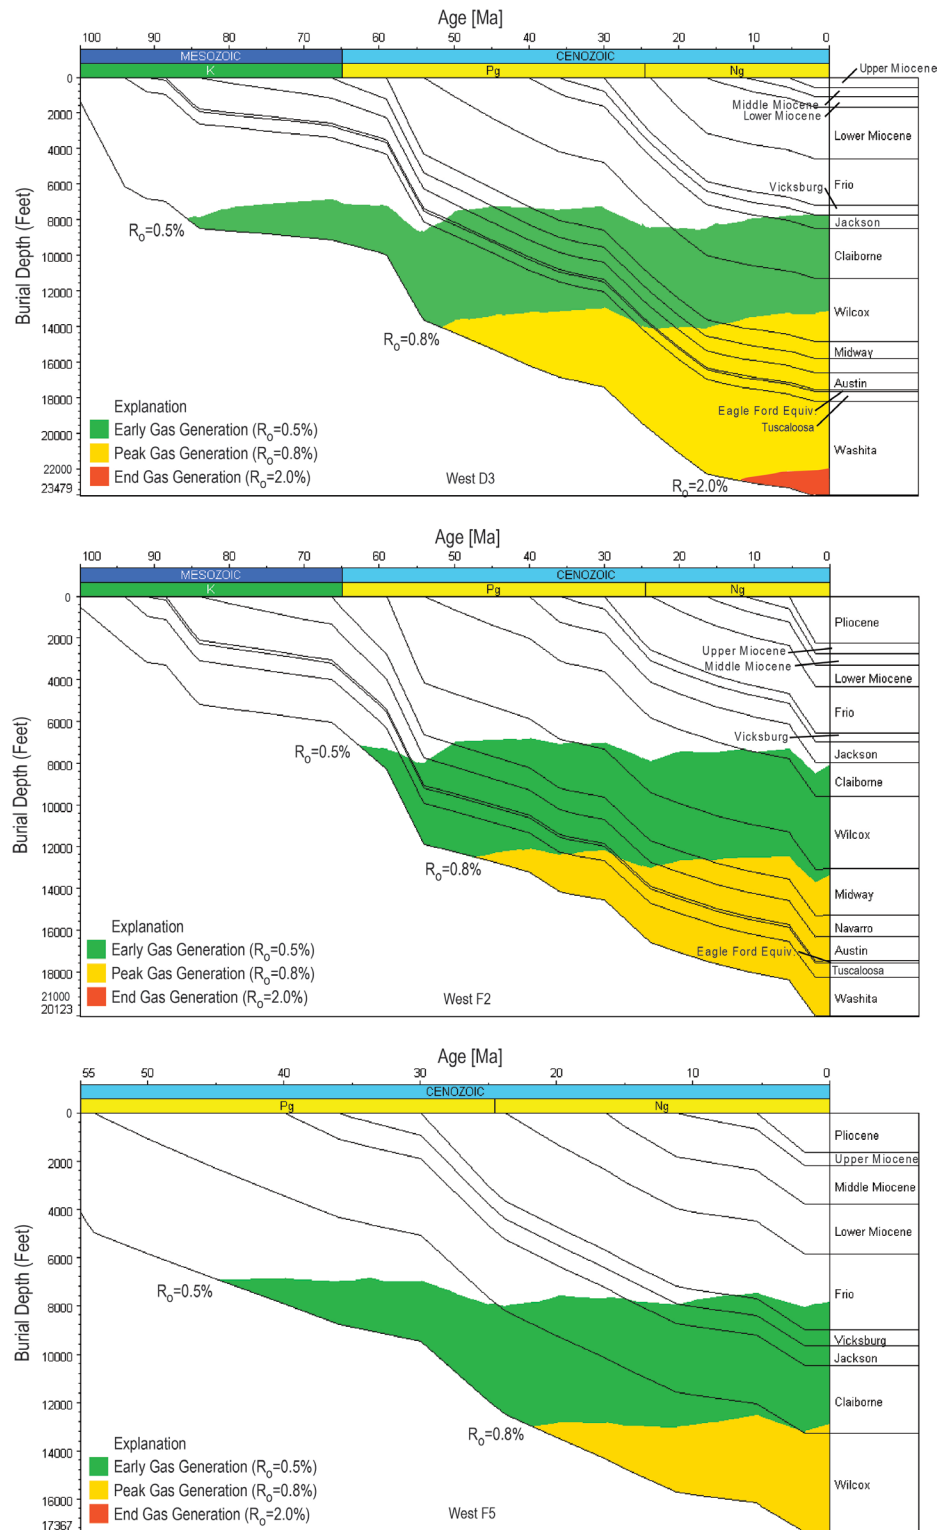 Age [Ma]
100 90 80 70 60 50 40 30 20 10 0
MESOZOIC CENOZOIC
K Pg Ng
Burial Depth (Feet)
0
2000
4000
6000
8000
10000
12000
14000
16000
18000
20000
22000
23479
Upper Miocene
Middle Miocene
Lower Miocene
Lower Miocene
Frio
Vicksburg
Jackson
Claiborne
Wilcox
Midway
Austin
Eagle Ford Equiv.
Tuscaloosa
Washita
Ro=0.5%
Ro=0.8%
Ro=2.0%
Explanation
Early Gas Generation (Ro=0.5%)
Peak Gas Generation (Ro=0.8%)
End Gas Generation (Ro=2.0%)
West D3
Age [Ma]
100 90 80 70 60 50 40 30 20 10 0
MESOZOIC CENOZOIC
K Pg Ng
Burial Depth (Feet)
0
2000
4000
6000
8000
10000
12000
14000
16000
18000
21000
20123
Pliocene
Upper Miocene
Middle Miocene
Lower Miocene
Frio
Vicksburg
Jackson
Claiborne
Wilcox
Midway
Navarro
Austin
Eagle Ford Equiv.
Tuscaloosa
Washita
Ro=0.5%
Ro=0.8%
Explanation
Early Gas Generation (Ro=0.5%)
Peak Gas Generation (Ro=0.8%)
End Gas Generation (Ro=2.0%)
West F2
Age [Ma]
55 50 40 30 20 10 0
CENOZOIC
Pg Ng
Burial Depth (Feet)
0
2000
4000
6000
8000
10000
12000
14000
16000
17367
Pliocene
Upper Miocene
Middle Miocene
Lower Miocene
Frio
Vicksburg
Jackson
Claiborne
Wilcox
Ro=0.5%
Ro=0.8%
Explanation
Early Gas Generation (Ro=0.5%)
Peak Gas Generation (Ro=0.8%)
End Gas Generation (Ro=2.0%)
West F5